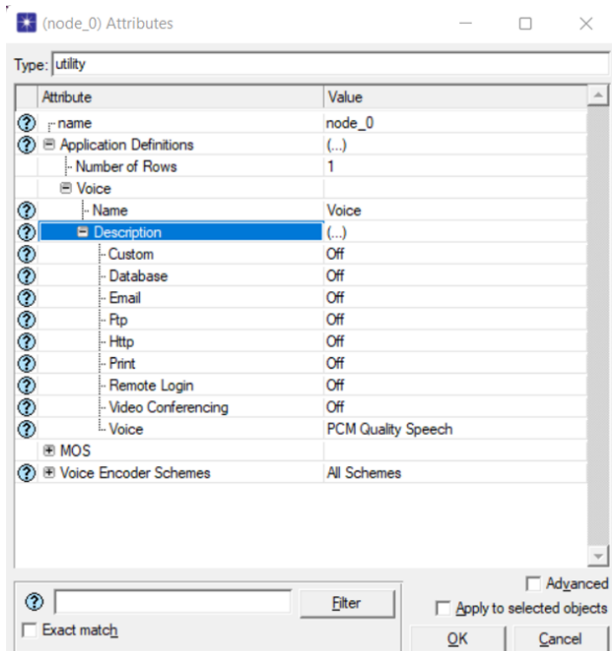 (node_0) Attributes
Type: utility
Attribute Value
name node_0
Application Definitions (...)
Number of Rows 1
Voice
Name Voice
Description (...)
Custom Off
Database Off
Email Off
Ftp Off
Http Off
Print Off
Remote Login Off
Video Conferencing Off
Voice PCM Quality Speech
MOS
Voice Encoder Schemes All Schemes
Advanced
Filter
Apply to selected objects
Exact match
OK Cancel